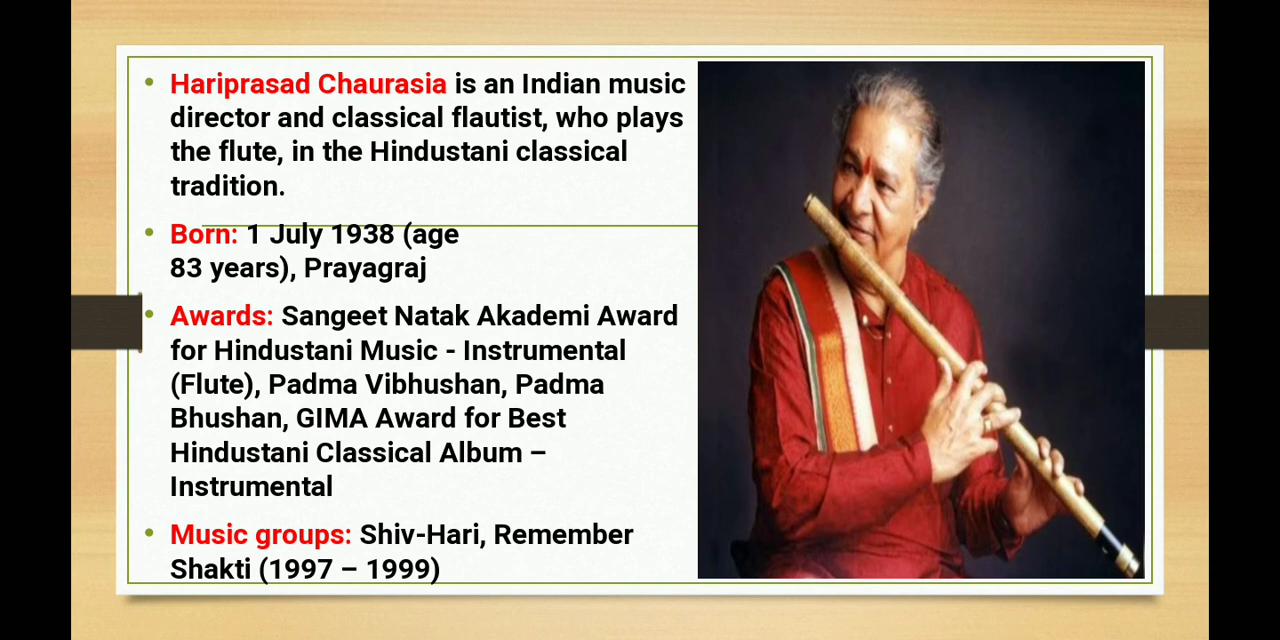 Hariprasad Chaurasia is an Indian music
director and classical flautist, who plays
the flute, in the Hindustani classical
tradition.
Born: 1 July 1938 (age
83 years), Prayagraj
Awards: Sangeet Natak Akademi Award
for Hindustani Music - Instrumental
(Flute), Padma Vibhushan, Padma
Bhushan, GIMA Award for Best
Hindustani Classical Album –
Instrumental
Music groups: Shiv-Hari, Remember
Shakti (1997 – 1999)